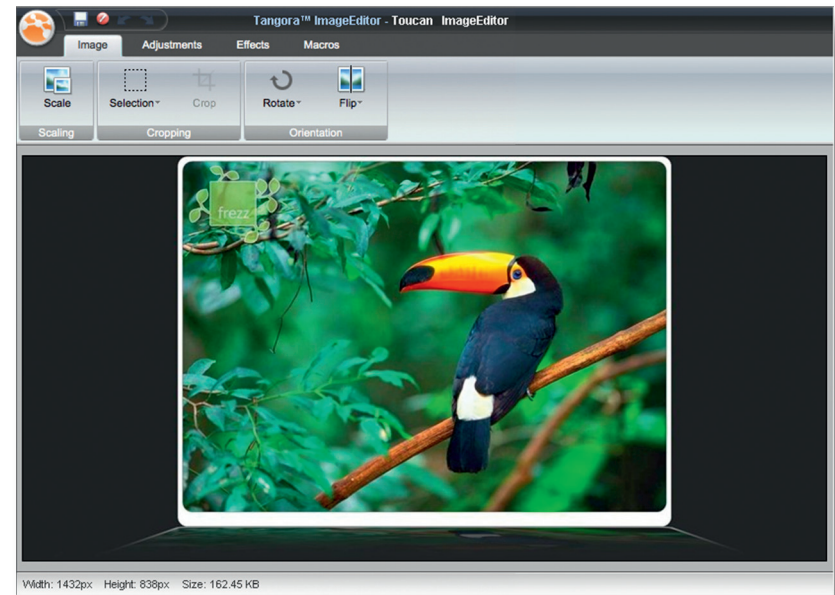 Tangora™ ImageEditor - Toucan ImageEditor
Image Adjustments Effects Macros
Scale Selection Crop Rotate Flip
Scaling Cropping Orientation
frezz
Width: 1432px Height: 838px Size: 162.45 KB